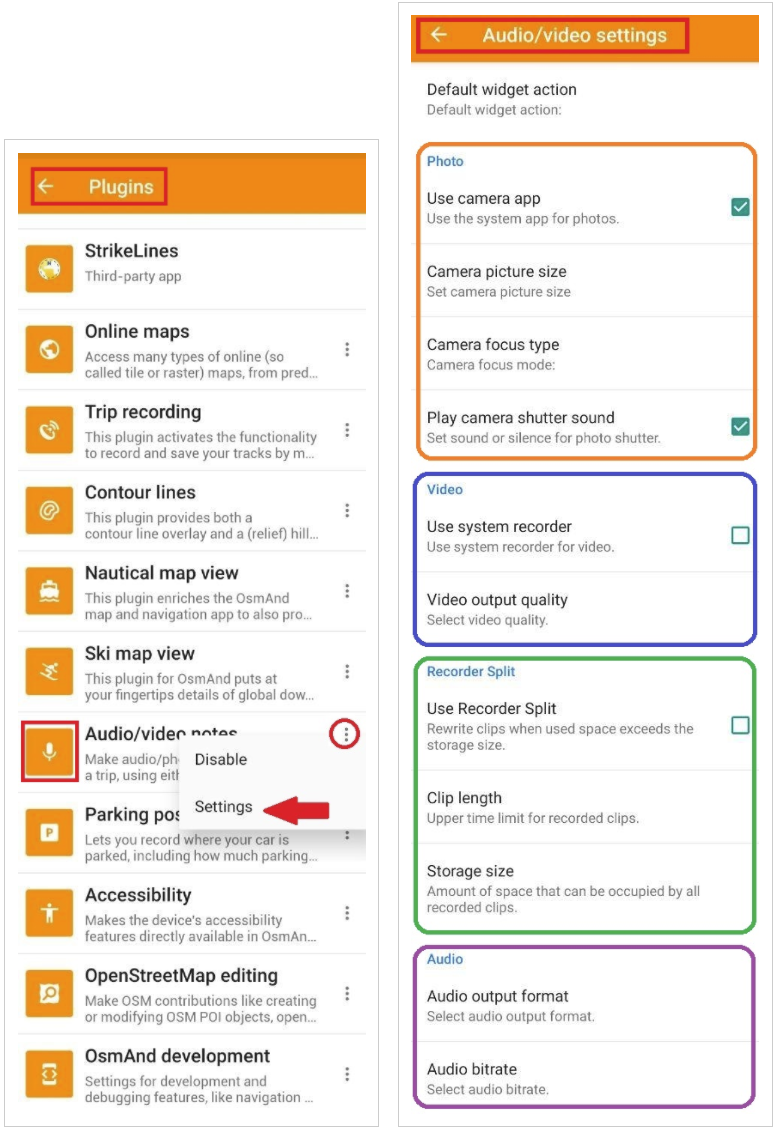 Plugins
StrikeLines
Third-party app
Online maps
Access many types of online (so
called tile or raster) maps, from pred...
Trip recording
This plugin activates the functionality
to record and save your tracks by m...
Contour lines
This plugin provides both a
contour line overlay and a (relief) hill...
Nautical map view
This plugin enriches the OsmAnd
map and navigation app to also pro...
Ski map view
This plugin for OsmAnd puts at
your fingertips details of global dow...
Audio/video notes
Make audio/ph
a trip, using eit
Disable
Settings
Parking pos
Lets you record where your car is
parked, including how much parking...
P
Accessibility
Makes the device's accessibility
features directly available in OsmAn...
OpenStreetMap editing
Make OSM contributions like creating
or modifying OSM POI objects, open...
OsmAnd development
Settings for development and
debugging features, like navigation ...
Audio/video settings
Default widget action
Default widget action:
Photo
Use camera app
Use the system app for photos.
Camera picture size
Set camera picture size
Camera focus type
Camera focus mode:
Play camera shutter sound
Set sound or silence for photo shutter.
Video
Use system recorder
Use system recorder for video.
Video output quality
Select video quality.
Recorder Split
Use Recorder Split
Rewrite clips when used space exceeds the
storage size.
Clip length
Upper time limit for recorded clips.
Storage size
Amount of space that can be occupied by all
recorded clips.
Audio
Audio output format
Select audio output format.
Audio bitrate
Select audio bitrate.